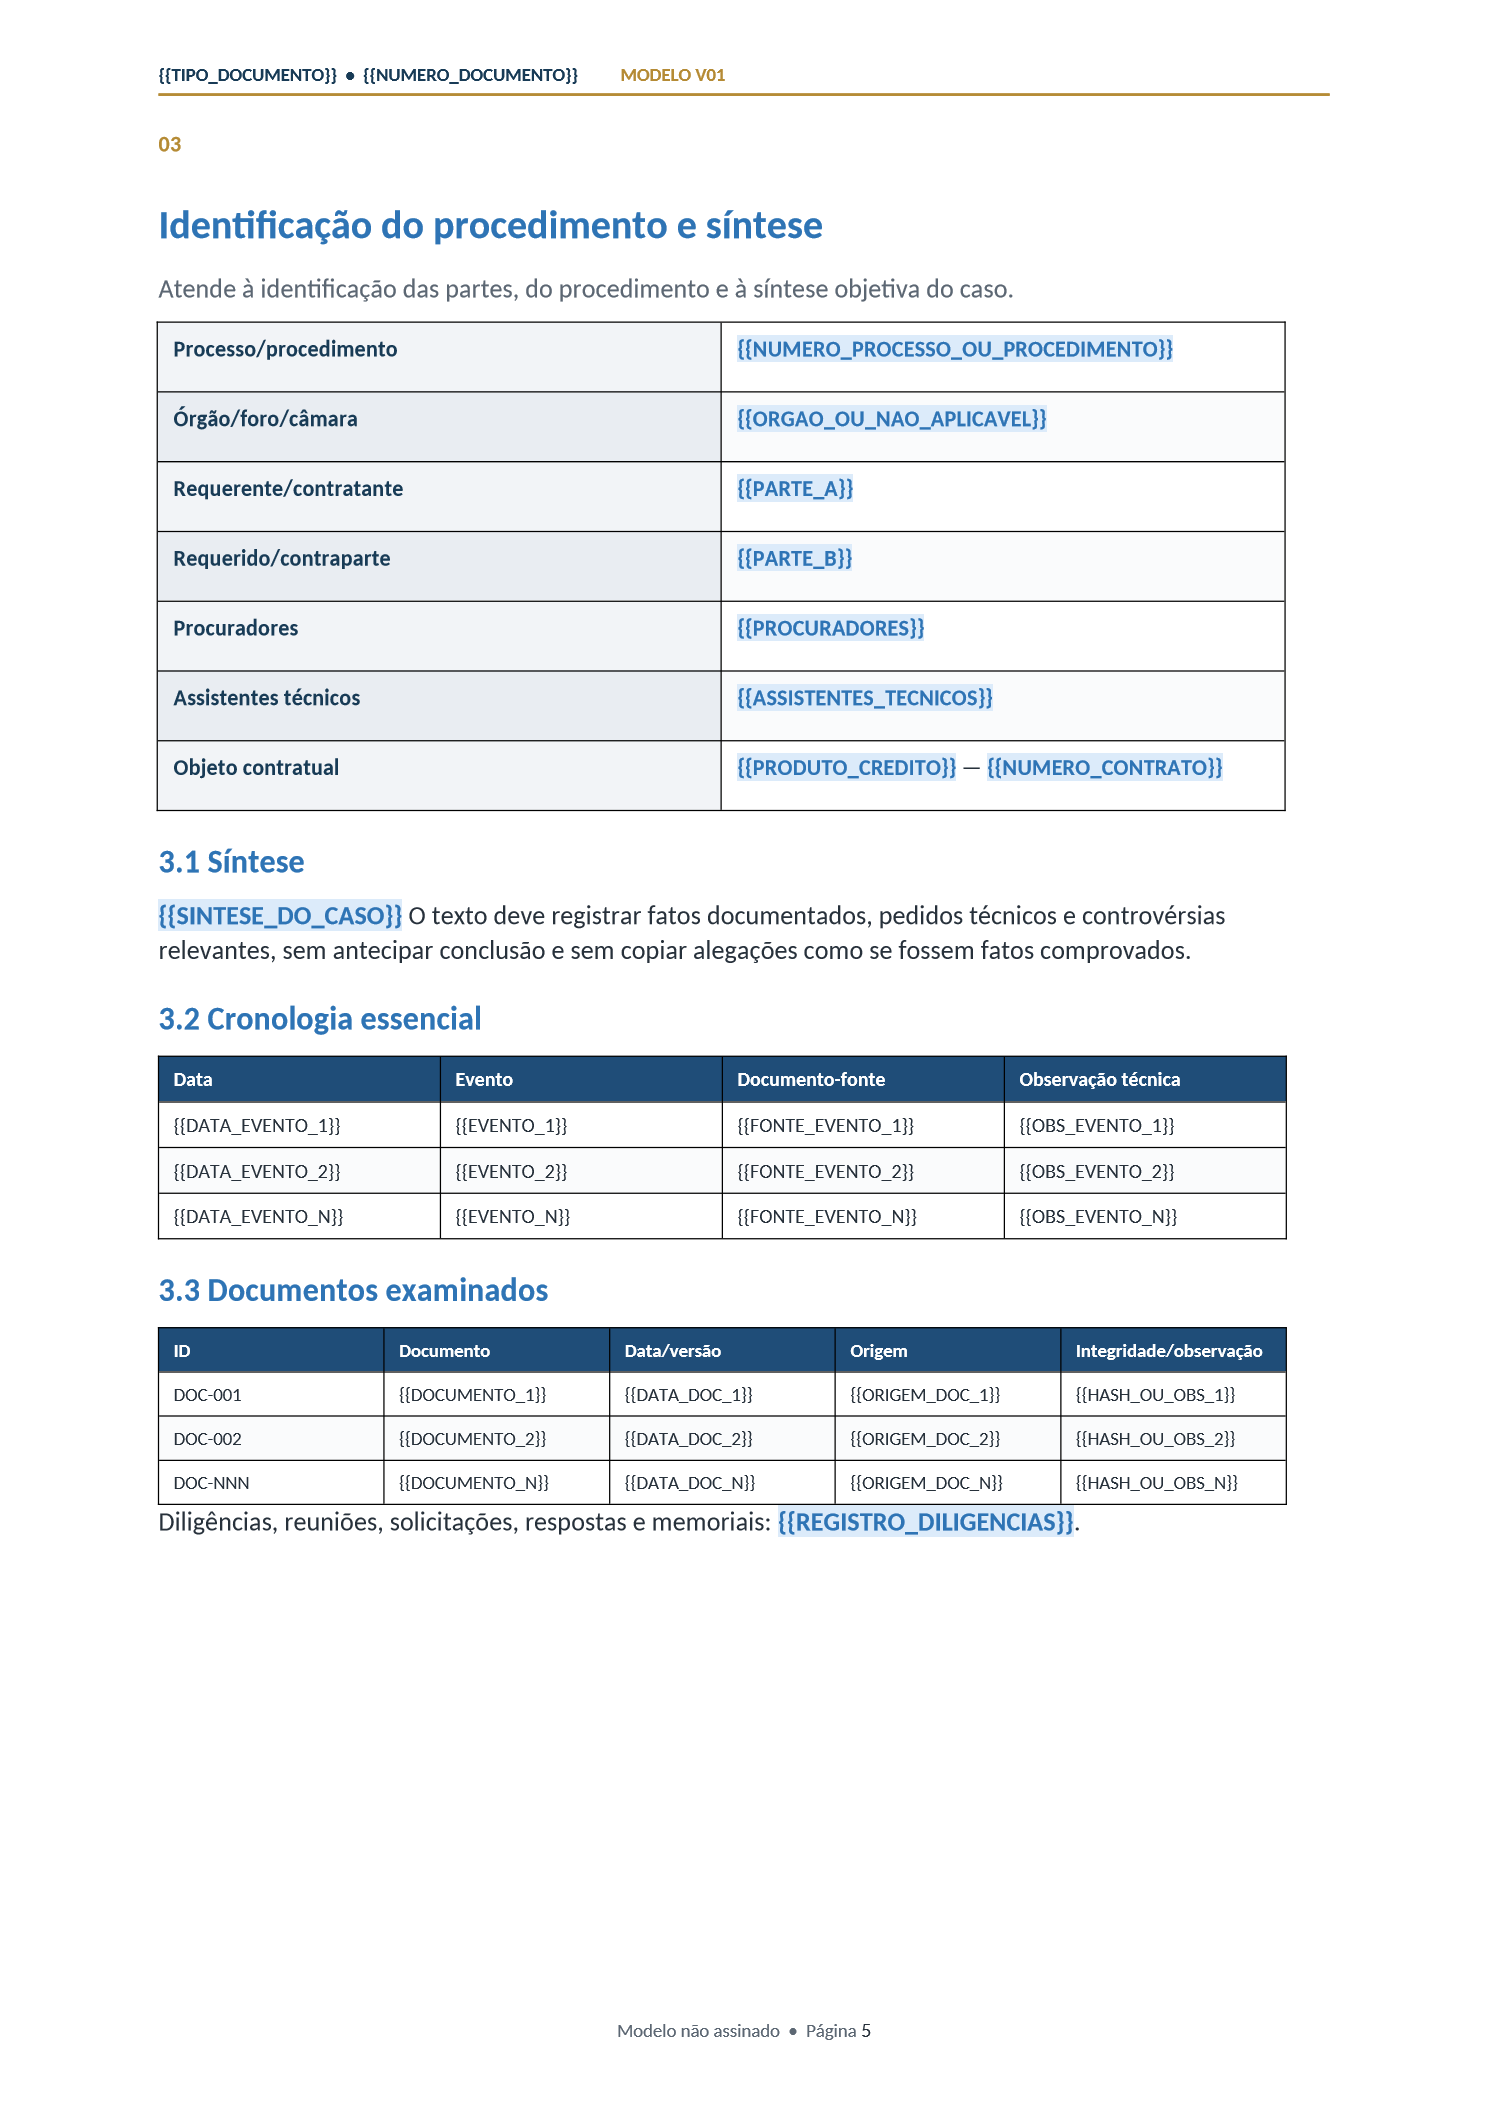 {{TIPO_DOCUMENTO}} • {{NUMERO_DOCUMENTO}} MODELO V01
03
Identificação do procedimento e síntese
Atende à identificação das partes, do procedimento e à síntese objetiva do caso.
Processo/procedimento {{NUMERO_PROCESSO_OU_PROCEDIMENTO}}
Órgão/foro/câmara {{ORGAO_OU_NAO_APLICAVEL}}
Requerente/contratante {{PARTE_A}}
Requerido/contraparte {{PARTE_B}}
Procuradores {{PROCURADORES}}
Assistentes técnicos {{ASSISTENTES_TECNICOS}}
Objeto contratual {{PRODUTO_CREDITO}} — {{NUMERO_CONTRATO}}
3.1 Síntese
{{SINTESE_DO_CASO}} O texto deve registrar fatos documentados, pedidos técnicos e controvérsias
relevantes, sem antecipar conclusão e sem copiar alegações como se fossem fatos comprovados.
3.2 Cronologia essencial
Data Evento Documento-fonte Observação técnica
{{DATA_EVENTO_1}} {{EVENTO_1}} {{FONTE_EVENTO_1}} {{OBS_EVENTO_1}}
{{DATA_EVENTO_2}} {{EVENTO_2}} {{FONTE_EVENTO_2}} {{OBS_EVENTO_2}}
{{DATA_EVENTO_N}} {{EVENTO_N}} {{FONTE_EVENTO_N}} {{OBS_EVENTO_N}}
3.3 Documentos examinados
ID Documento Data/versão Origem Integridade/observação
DOC-001 {{DOCUMENTO_1}} {{DATA_DOC_1}} {{ORIGEM_DOC_1}} {{HASH_OU_OBS_1}}
DOC-002 {{DOCUMENTO_2}} {{DATA_DOC_2}} {{ORIGEM_DOC_2}} {{HASH_OU_OBS_2}}
DOC-NNN {{DOCUMENTO_N}} {{DATA_DOC_N}} {{ORIGEM_DOC_N}} {{HASH_OU_OBS_N}}
Diligências, reuniões, solicitações, respostas e memoriais: {{REGISTRO_DILIGENCIAS}}.
Modelo não assinado • Página 5